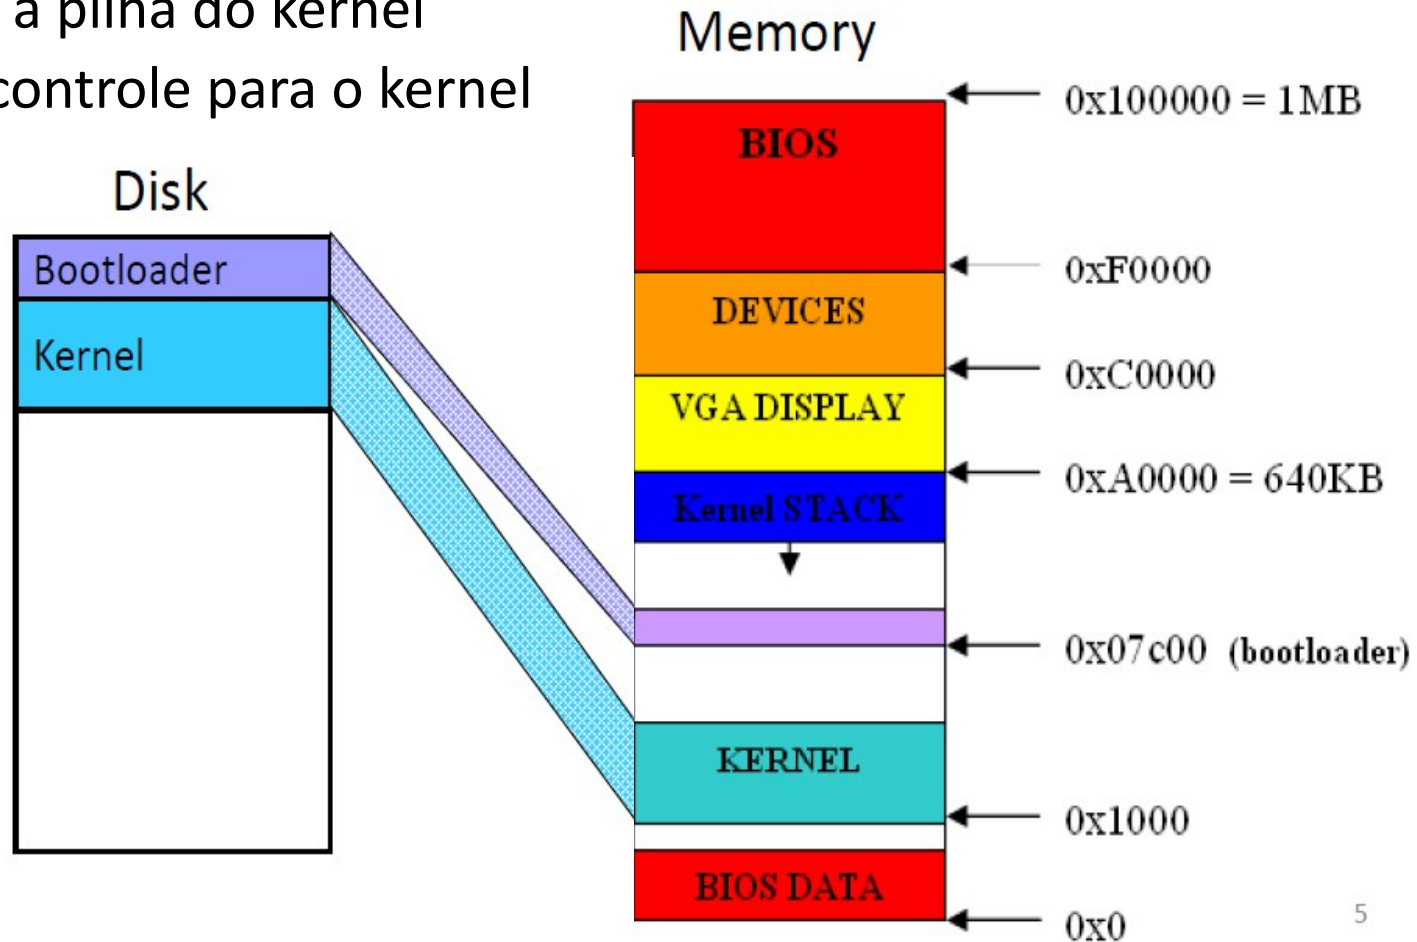 a pilha do kernel
controle para o kernel
Memory
Disk
Bootloader
Kernel
BIOS
DEVICES
VGA DISPLAY
Kernel STACK
KERNEL
BIOS DATA
0x100000 = 1MB
0xF0000
0xC0000
0xA0000 = 640KB
0x07c00 (bootloader)
0x1000
0x0
5